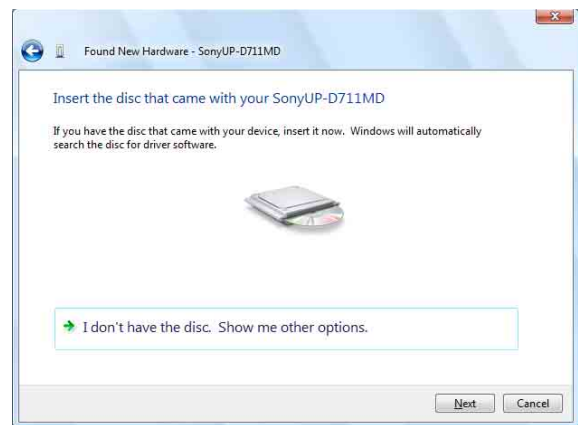 Found New Hardware - SonyUP-D711MD
Insert the disc that came with your SonyUP-D711MD
If you have the disc that came with your device, insert it now.  Windows will automatically
search the disc for driver software.
I don't have the disc.  Show me other options.
Next Cancel